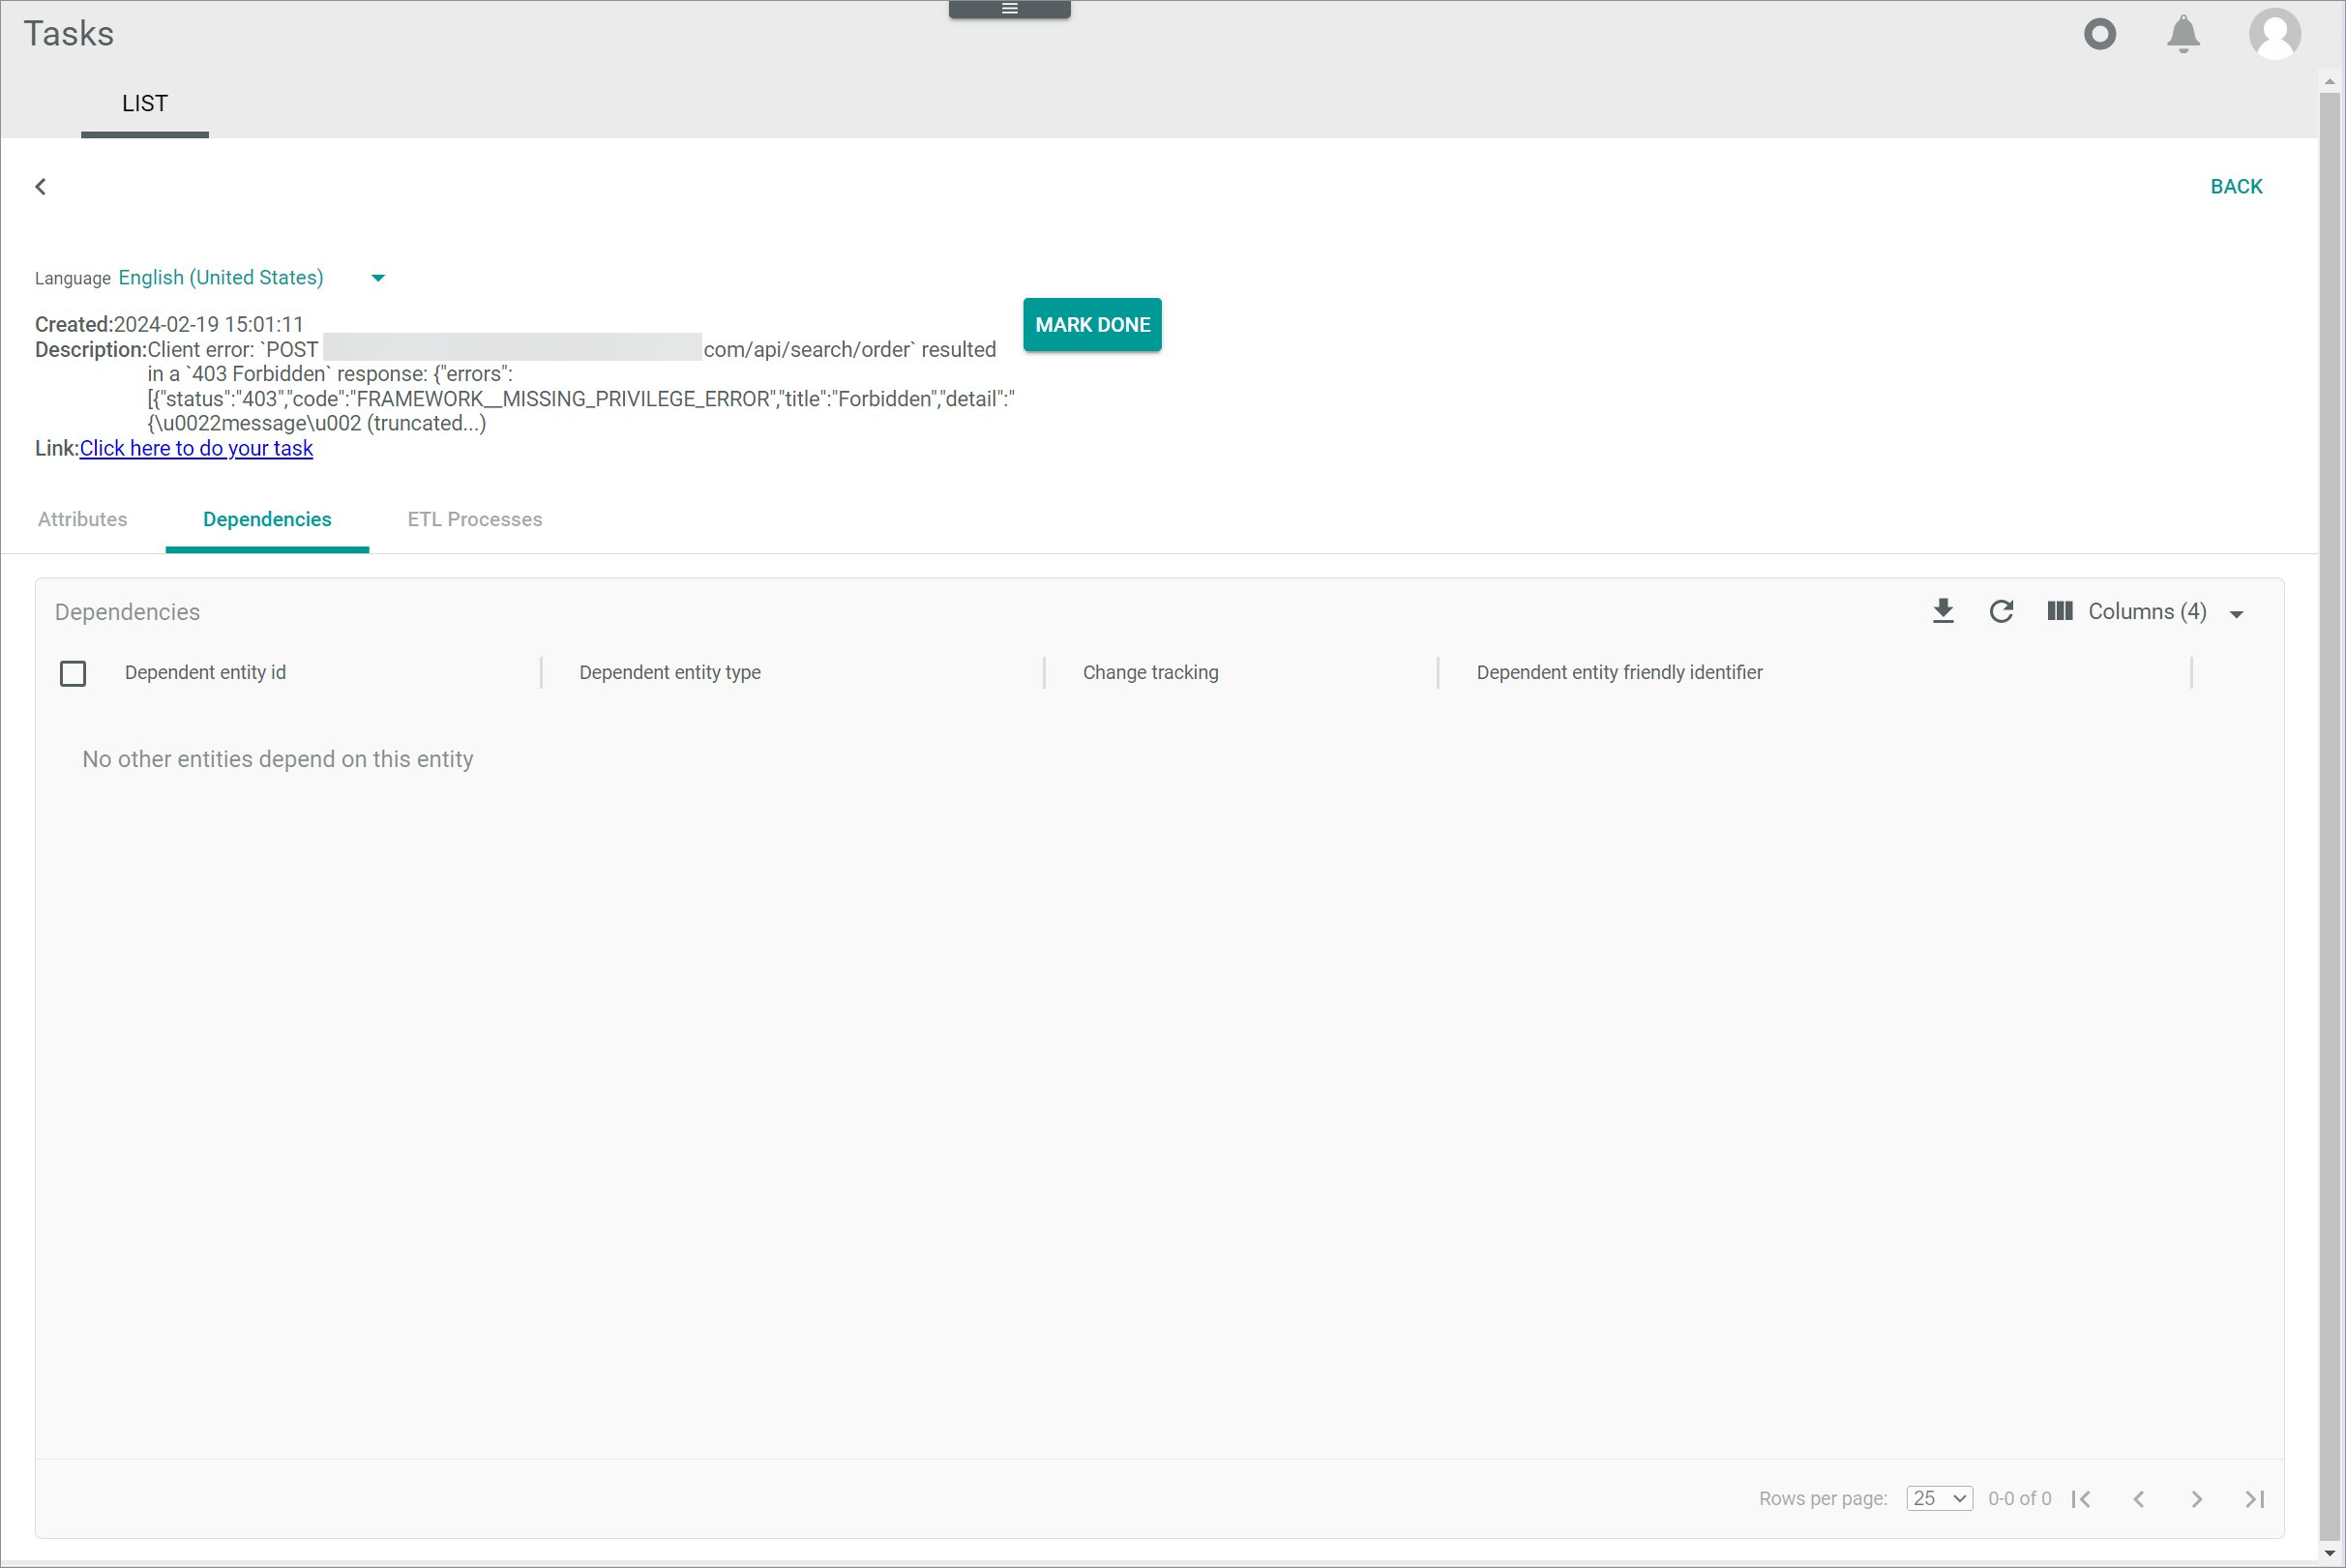 Tasks
LIST
BACK
Language English (United States)
Created:2024-02-19 15:01:11
MARK DONE
Description:Client error: `POST com/api/search/order` resulted
in a `403 Forbidden` response: {"errors":
[{"status":"403","code":"FRAMEWORK__MISSING_PRIVILEGE_ERROR","title":"Forbidden","detail":"
{\u0022message\u002 (truncated...)
Link:Click here to do your task
Attributes Dependencies ETL Processes
Dependencies Columns (4)
Dependent entity id Dependent entity type Change tracking Dependent entity friendly identifier
No other entities depend on this entity
Rows per page: 25 0-0 of 0